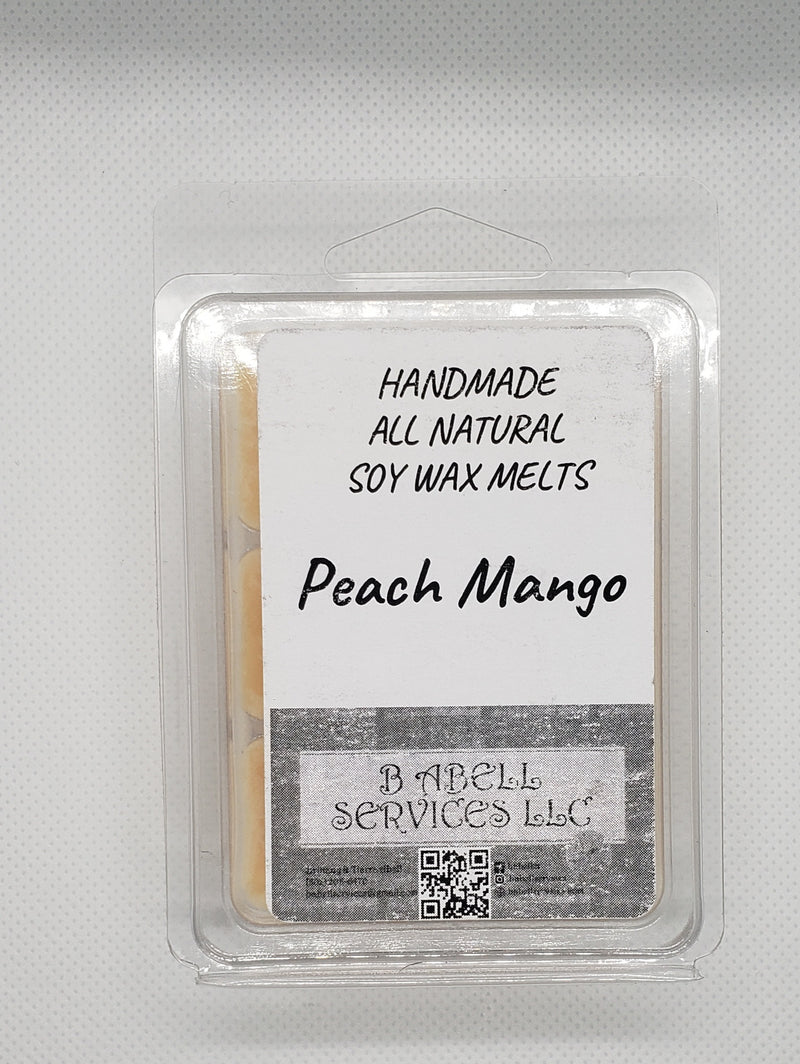 HANDMADE
ALL NATURAL
SOY WAX MELTS
Peach Mango
B ABELL
SERVICES LLC